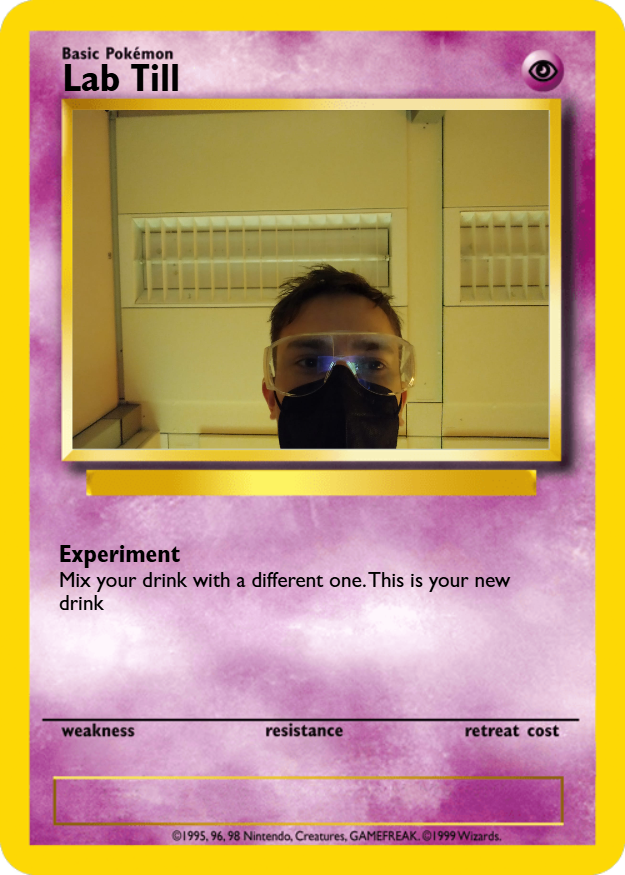 Basic Pokémon
Lab Till
Experiment
Mix your drink with a different one. This is your new
drink
weakness resistance retreat cost
©1995, 96, 98 Nintendo, Creatures, GAMEFREAK. ©1999 Wizards.